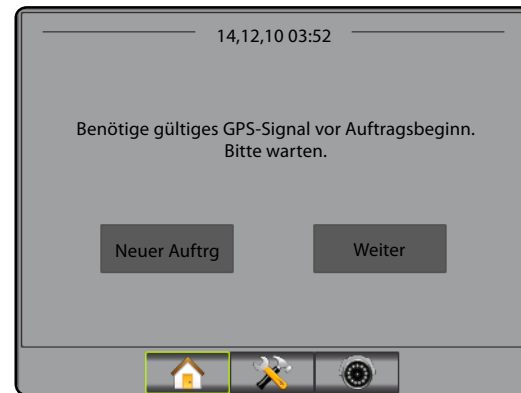 14,12,10 03:52
Benötige gültiges GPS-Signal vor Auftragsbeginn.
Bitte warten.
Neuer Auftrg
Weiter